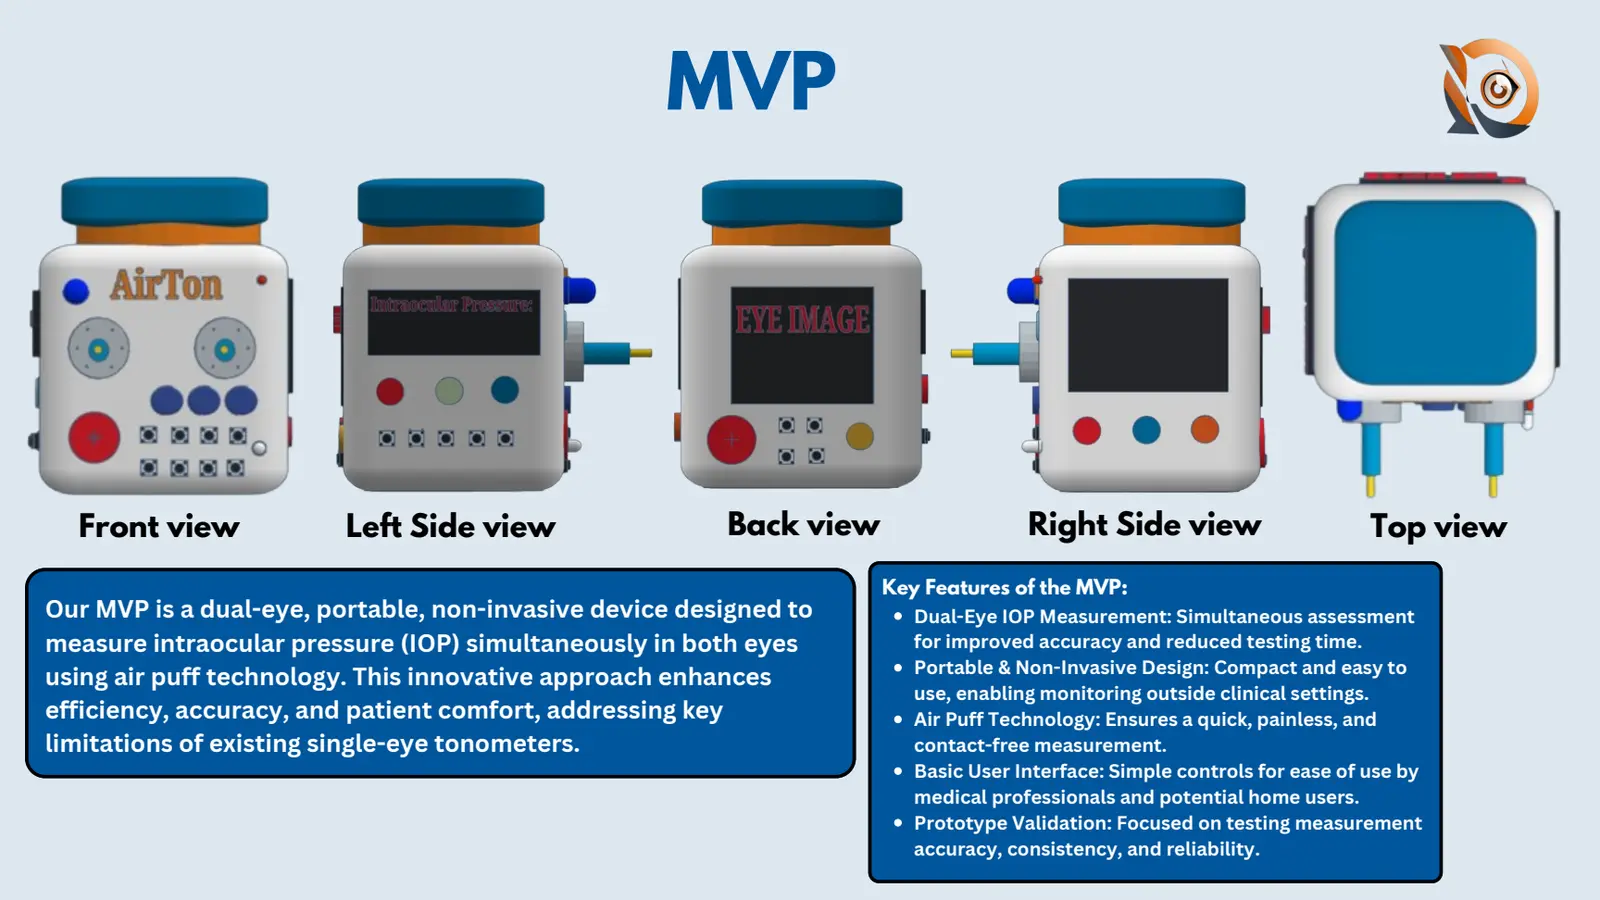 MVP
AirTon
Intraocular Pressure:
EYE IMAGE
Front view
Left Side view
Back view
Right Side view
Top view
Our MVP is a dual-eye, portable, non-invasive device designed to
measure intraocular pressure (IOP) simultaneously in both eyes
using air puff technology. This innovative approach enhances
efficiency, accuracy, and patient comfort, addressing key
limitations of existing single-eye tonometers.
Key Features of the MVP:
• Dual-Eye IOP Measurement: Simultaneous assessment
for improved accuracy and reduced testing time.
• Portable & Non-Invasive Design: Compact and easy to
use, enabling monitoring outside clinical settings.
• Air Puff Technology: Ensures a quick, painless, and
contact-free measurement.
• Basic User Interface: Simple controls for ease of use by
medical professionals and potential home users.
• Prototype Validation: Focused on testing measurement
accuracy, consistency, and reliability.